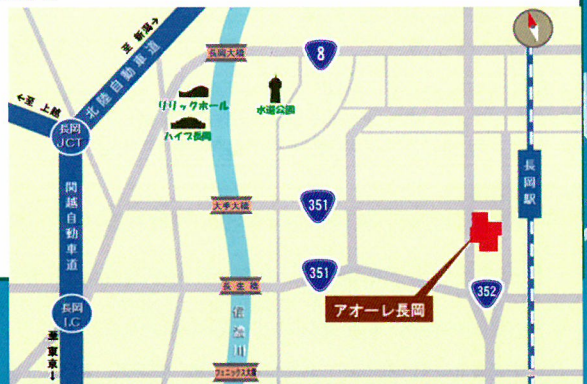 至 新潟→
北陸自動車道
←至 上越
長岡
JCT
関越自動車道
長岡
I.C
至 東京→
長岡大橋
8
リリックホール
水道公園
ハイブ長岡
大手大橋
351
長岡駅
長生橋
351
352
アオーレ長岡
信濃川
フェニックス大橋